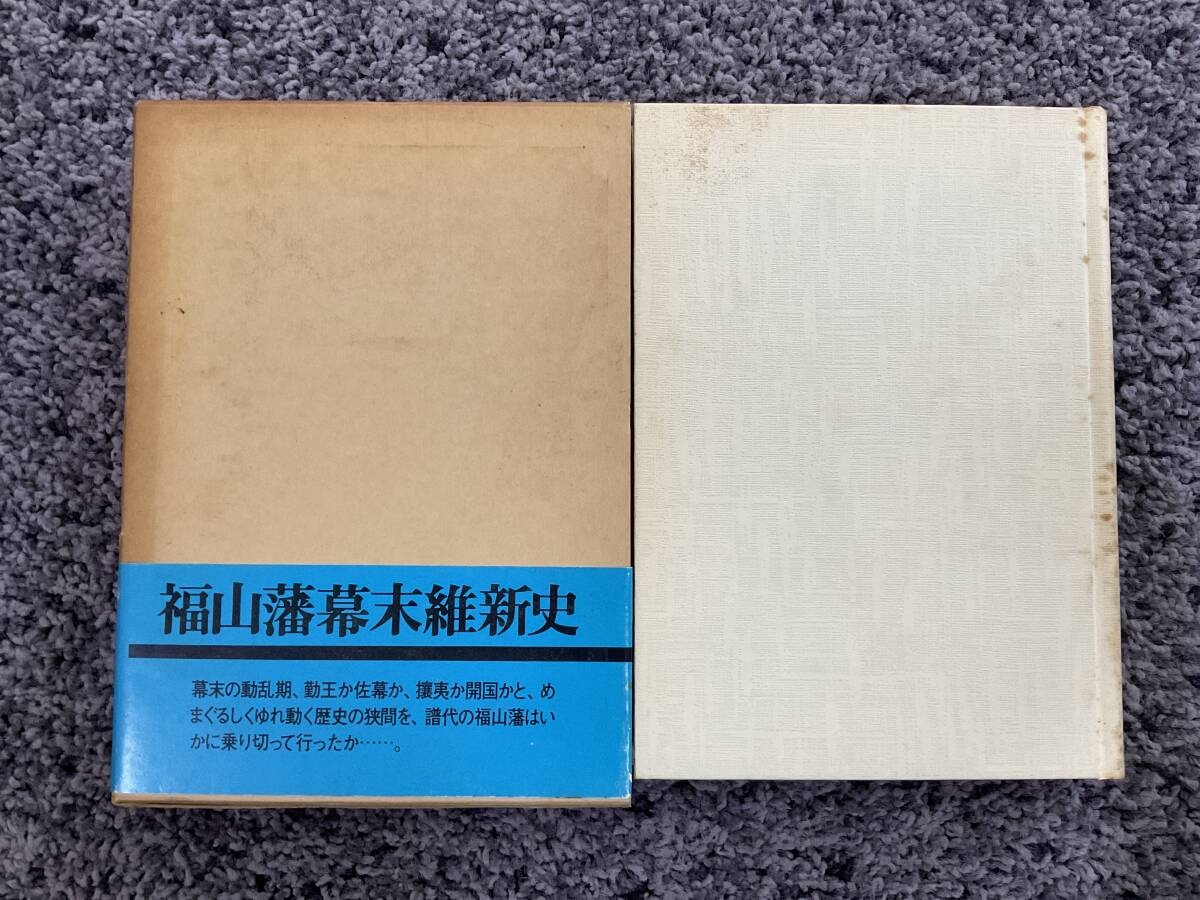 福山藩幕末維新史
幕末の動乱期、勤王か佐幕か、攘夷か開国かと、め
まぐるしくゆれ動く歴史の狭間を、譜代の福山藩はい
かに乗り切って行ったか……。